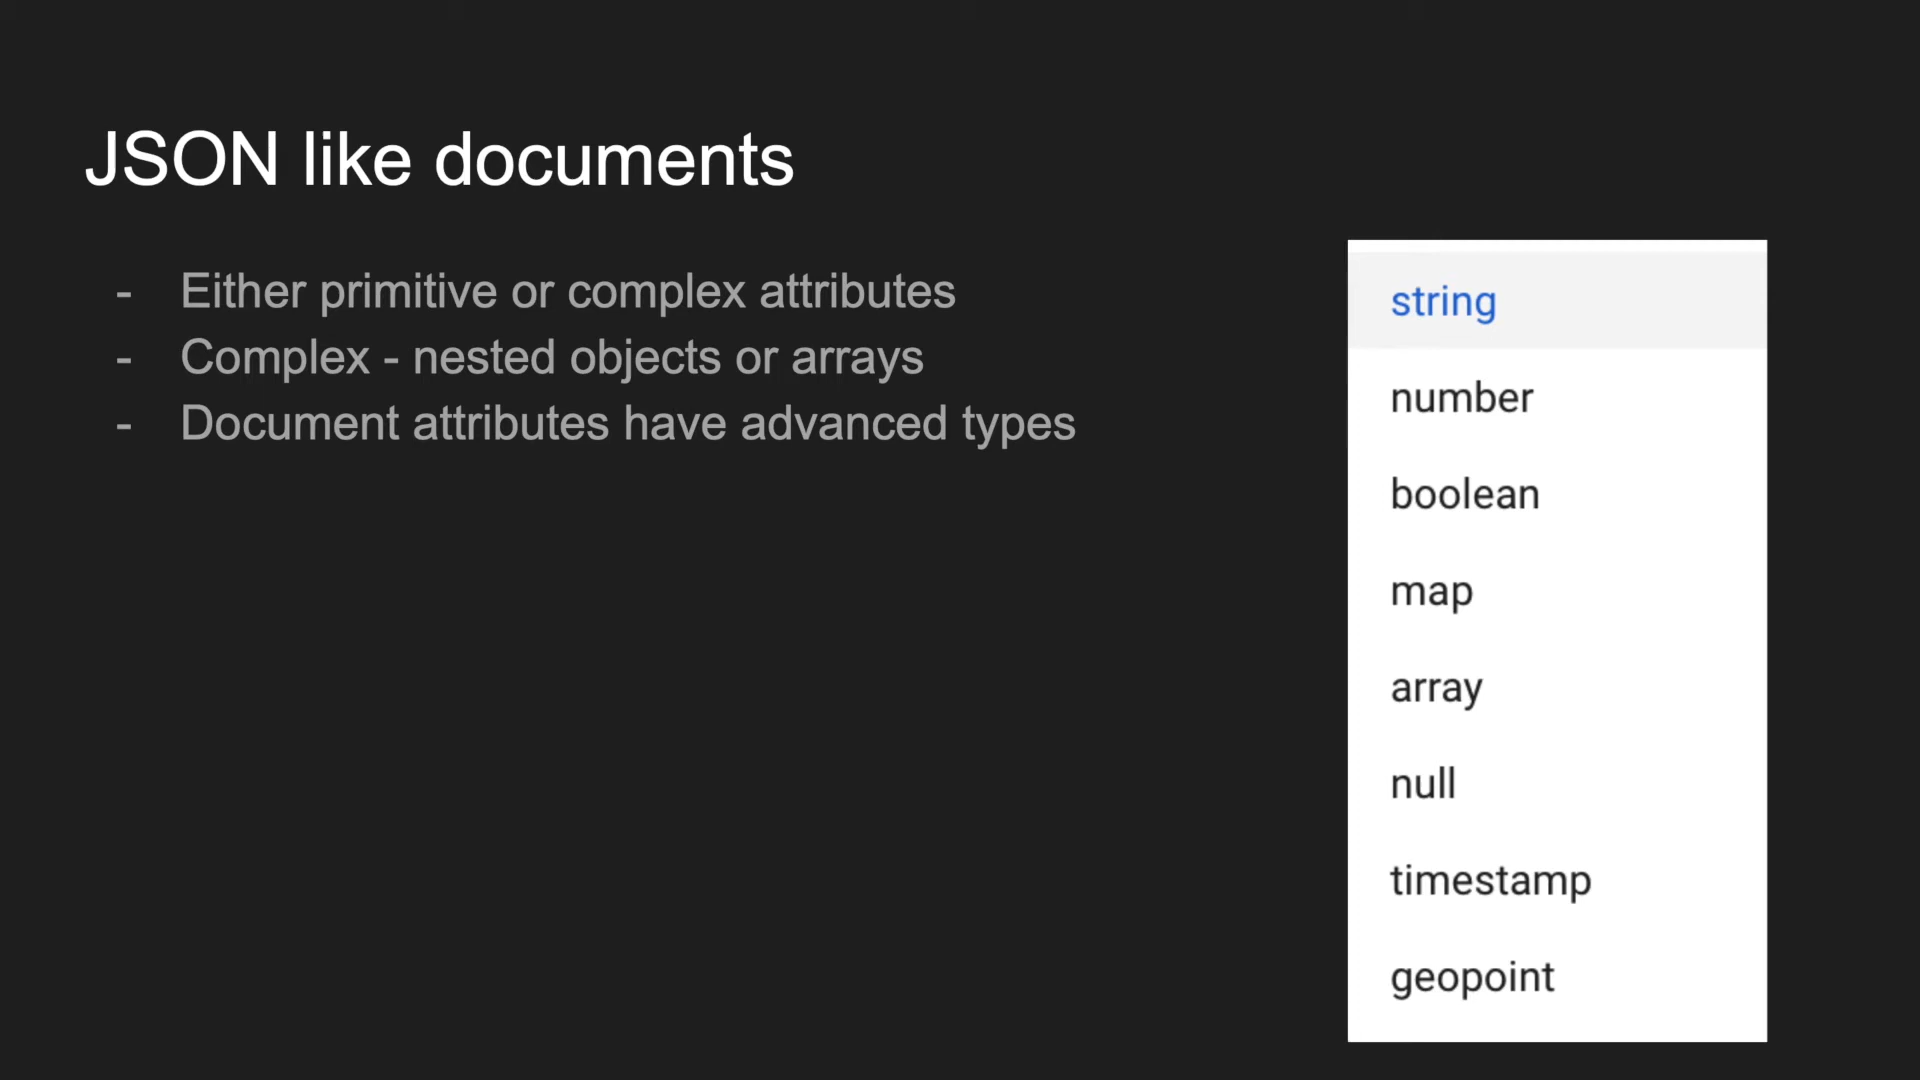 JSON like documents
- Either primitive or complex attributes
- Complex - nested objects or arrays
- Document attributes have advanced types
string
number
boolean
map
array
null
timestamp
geopoint